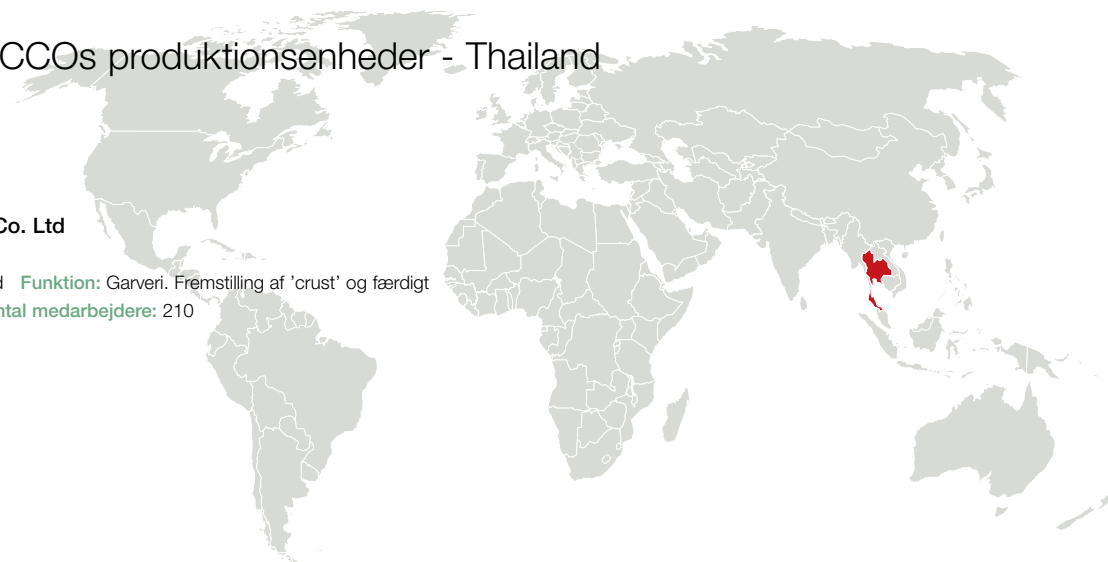 CCOs produktionsenheder - Thailand
Co. Ltd
d Funktion: Garveri. Fremstilling af ’crust’ og færdigt
ntal medarbejdere: 210